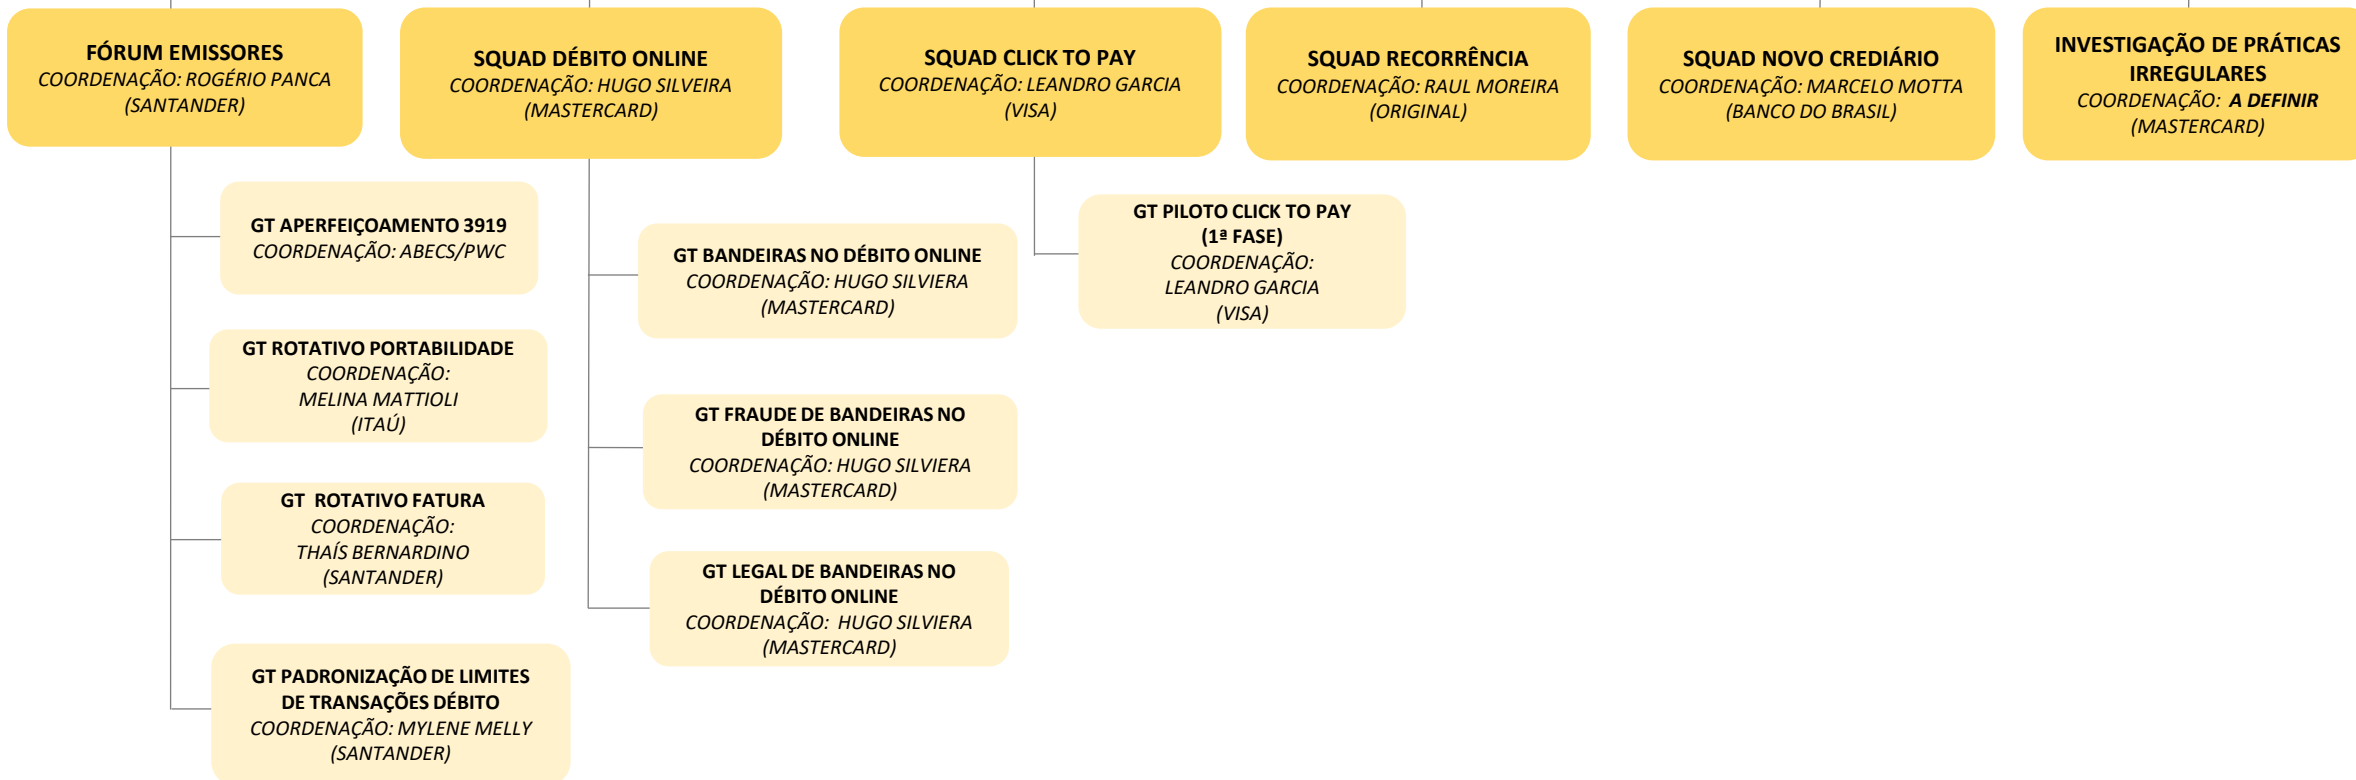 FÓRUM EMISSORES
COORDENAÇÃO: ROGÉRIO PANCA
(SANTANDER)
SQUAD DÉBITO ONLINE
COORDENAÇÃO: HUGO SILVEIRA
(MASTERCARD)
SQUAD CLICK TO PAY
COORDENAÇÃO: LEANDRO GARCIA
(VISA)
SQUAD RECORRÊNCIA
COORDENAÇÃO: RAUL MOREIRA
(ORIGINAL)
SQUAD NOVO CREDIÁRIO
COORDENAÇÃO: MARCELO MOTTA
(BANCO DO BRASIL)
INVESTIGAÇÃO DE PRÁTICAS
IRREGULARES
COORDENAÇÃO: A DEFINIR
(MASTERCARD)
GT APERFEIÇOAMENTO 3919
COORDENAÇÃO: ABECS/PWC
GT ROTATIVO PORTABILIDADE
COORDENAÇÃO:
MELINA MATTIOLI
(ITAÚ)
GT ROTATIVO FATURA
COORDENAÇÃO:
THAÍS BERNARDINO
(SANTANDER)
GT PADRONIZAÇÃO DE LIMITES
DE TRANSAÇÕES DÉBITO
COORDENAÇÃO: MYLENE MELLY
(SANTANDER)
GT BANDEIRAS NO DÉBITO ONLINE
COORDENAÇÃO: HUGO SILVIERA
(MASTERCARD)
GT FRAUDE DE BANDEIRAS NO
DÉBITO ONLINE
COORDENAÇÃO: HUGO SILVIERA
(MASTERCARD)
GT LEGAL DE BANDEIRAS NO
DÉBITO ONLINE
COORDENAÇÃO: HUGO SILVIERA
(MASTERCARD)
GT PILOTO CLICK TO PAY
(1ª FASE)
COORDENAÇÃO:
LEANDRO GARCIA
(VISA)